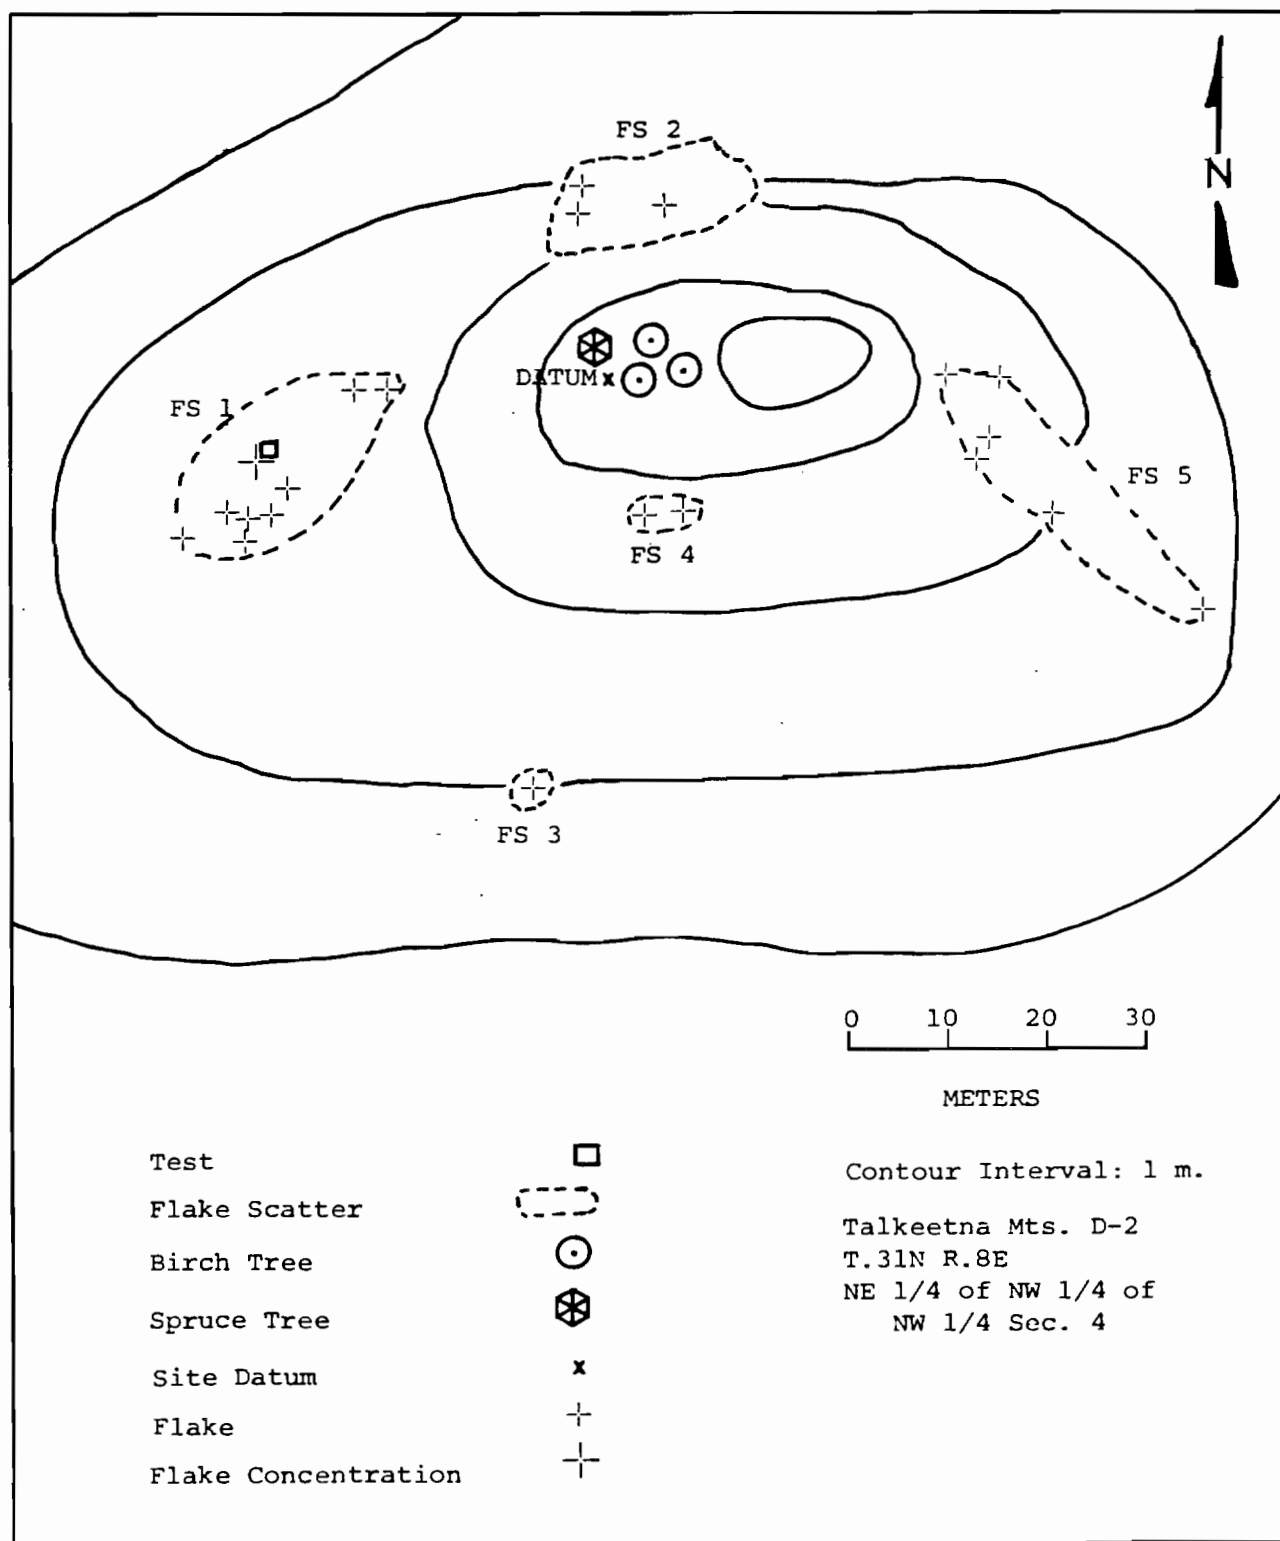 FS 2
N
DATUM
FS 1
FS 5
FS 4
FS 3
0 10 20 30
METERS
Test
Flake Scatter
Birch Tree
Spruce Tree
Site Datum
Flake
Flake Concentration
Contour Interval: 1 m.
Talkeetna Mts. D-2
T.31N R.8E
NE 1/4 of NW 1/4 of
NW 1/4 Sec. 4